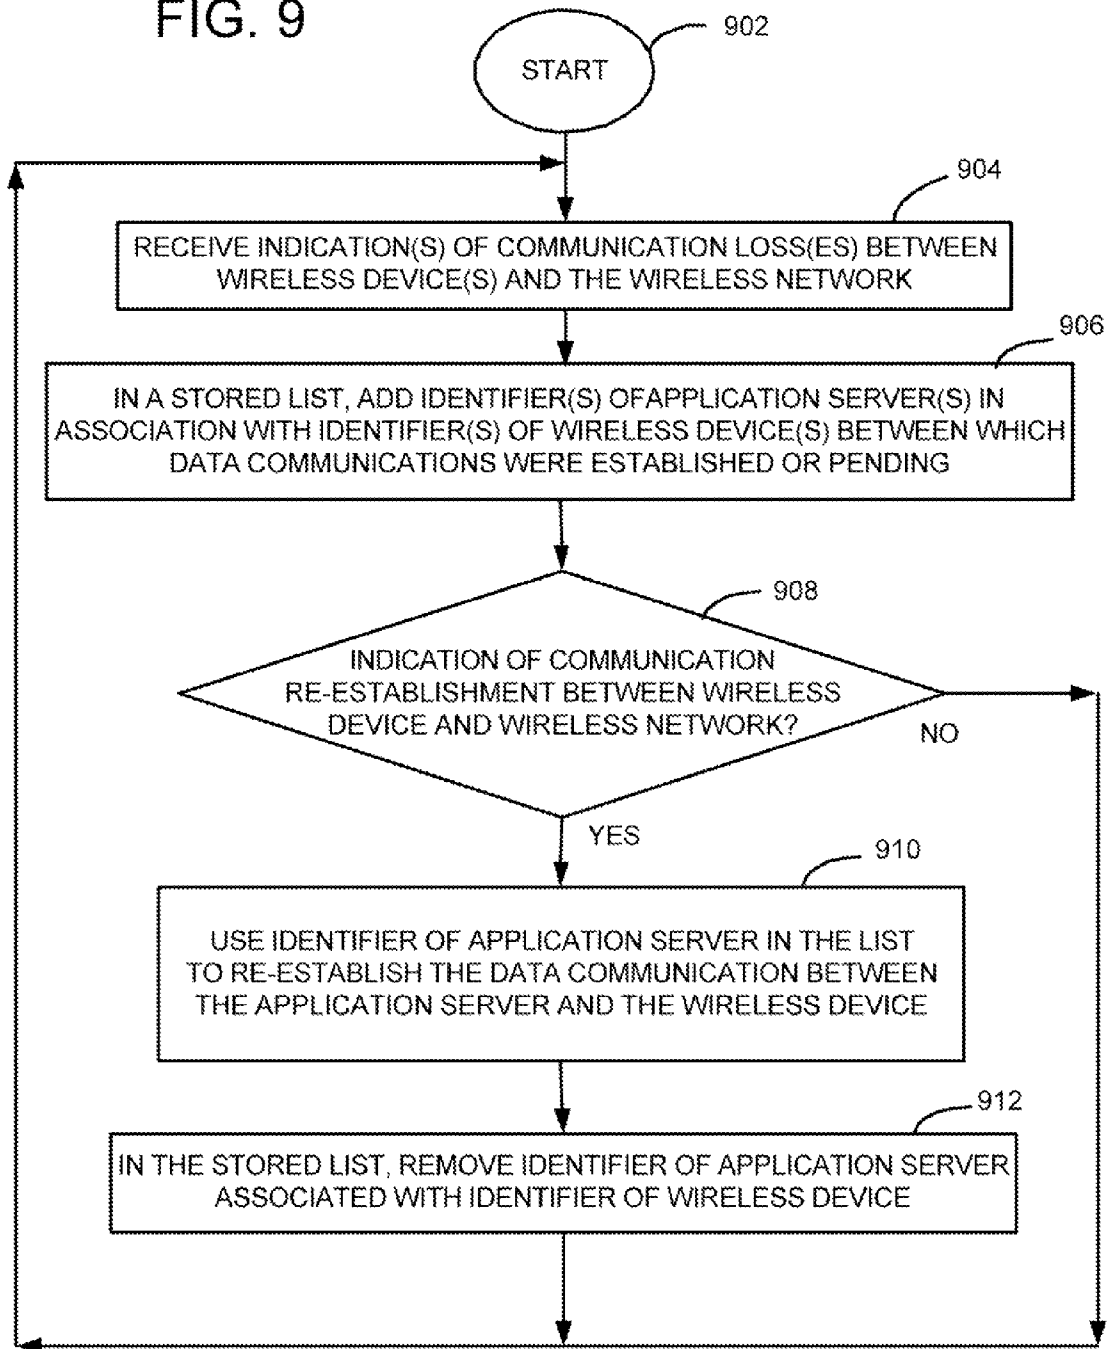 FIG. 9
902
START
904
RECEIVE INDICATION(S) OF COMMUNICATION LOSS(ES) BETWEEN
WIRELESS DEVICE(S) AND THE WIRELESS NETWORK
906
IN A STORED LIST, ADD IDENTIFIER(S) OFAPPLICATION SERVER(S) IN
ASSOCIATION WITH IDENTIFIER(S) OF WIRELESS DEVICE(S) BETWEEN WHICH
DATA COMMUNICATIONS WERE ESTABLISHED OR PENDING
908
INDICATION OF COMMUNICATION
RE-ESTABLISHMENT BETWEEN WIRELESS
DEVICE AND WIRELESS NETWORK?
NO
YES
910
USE IDENTIFIER OF APPLICATION SERVER IN THE LIST
TO RE-ESTABLISH THE DATA COMMUNICATION BETWEEN
THE APPLICATION SERVER AND THE WIRELESS DEVICE
912
IN THE STORED LIST, REMOVE IDENTIFIER OF APPLICATION SERVER
ASSOCIATED WITH IDENTIFIER OF WIRELESS DEVICE